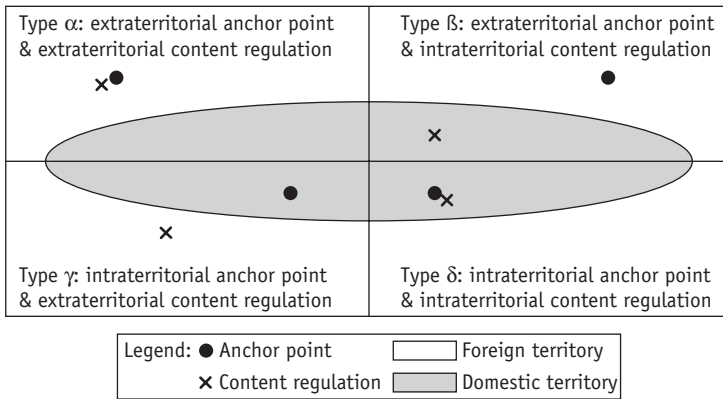 Type α: extraterritorial anchor point
& extraterritorial content regulation
Type ß: extraterritorial anchor point
& intraterritorial content regulation
Type γ: intraterritorial anchor point
& extraterritorial content regulation
Type δ: intraterritorial anchor point
& intraterritorial content regulation
Legend: Anchor point
Foreign territory
Content regulation
Domestic territory